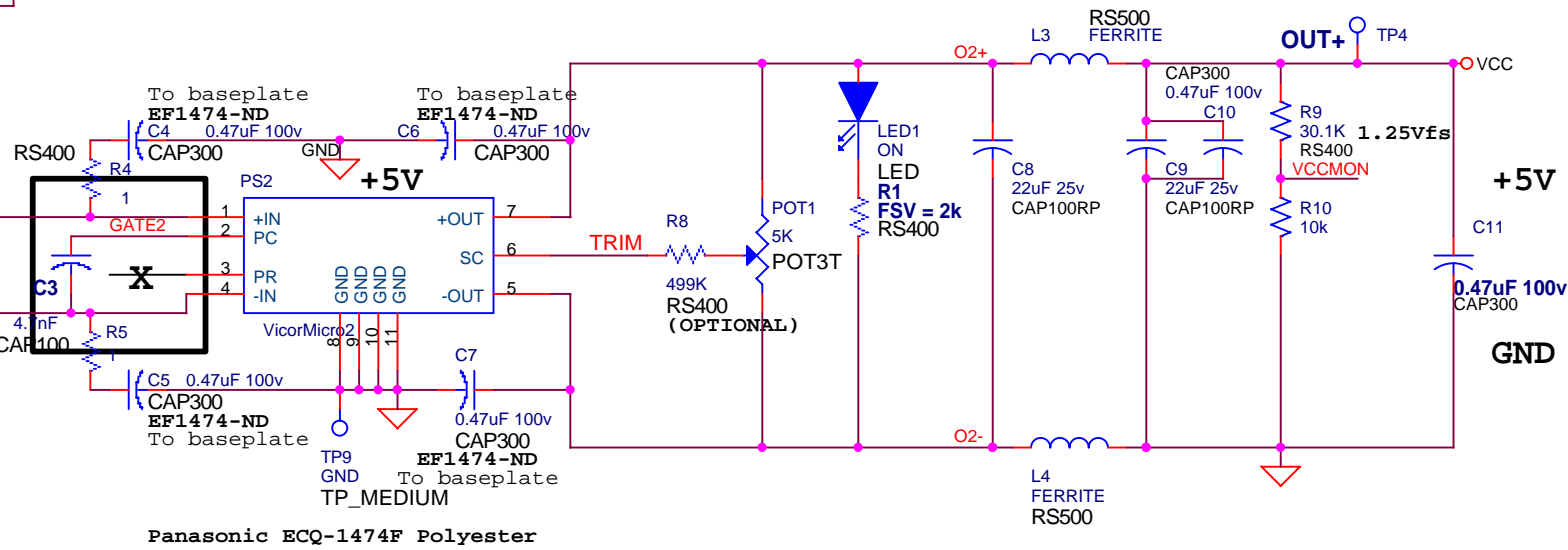 RS500
L3 FERRITE
OUT+
TP4
O2+
VCC
CAP300
0.47uF 100v
C10
To baseplate
EF1474-ND
C4 0.47uF 100v
CAP300
To baseplate
EF1474-ND
C6 0.47uF 100v
CAP300
GND
RS400
R4
1
+5V
PS2
LED1
ON
LED
R1
FSV = 2k
RS400
C8
22uF 25v
CAP100RP
C9
22uF 25v
CAP100RP
R9
30.1K
RS400
1.25Vfs
VCCMON
R10
10k
+5V
C11
0.47uF 100v
CAP300
GND
1 +IN
GATE2
2 PC
3 PR
4 -IN
X
+OUT 7
SC 6
-OUT 5
GND GND GND GND
8 9 10 11
VicorMicro2
TRIM
R8
499K
RS400
(OPTIONAL)
POT1
5K
POT3T
C3
4.7nF
CAP100
R5
1
C5 0.47uF 100v
CAP300
EF1474-ND
To baseplate
C7
0.47uF 100v
CAP300
EF1474-ND
To baseplate
TP9
GND
TP_MEDIUM
O2-
L4
FERRITE
RS500
Panasonic ECQ-1474F Polyester